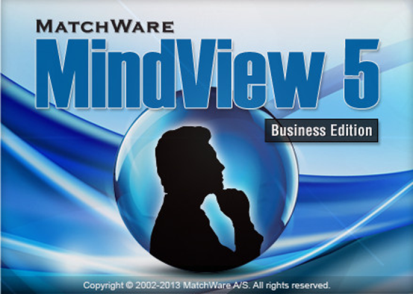 MATCHWARE
MindView 5
Business Edition
Copyright © 2002-2013 MatchWare A/S. All rights reserved.